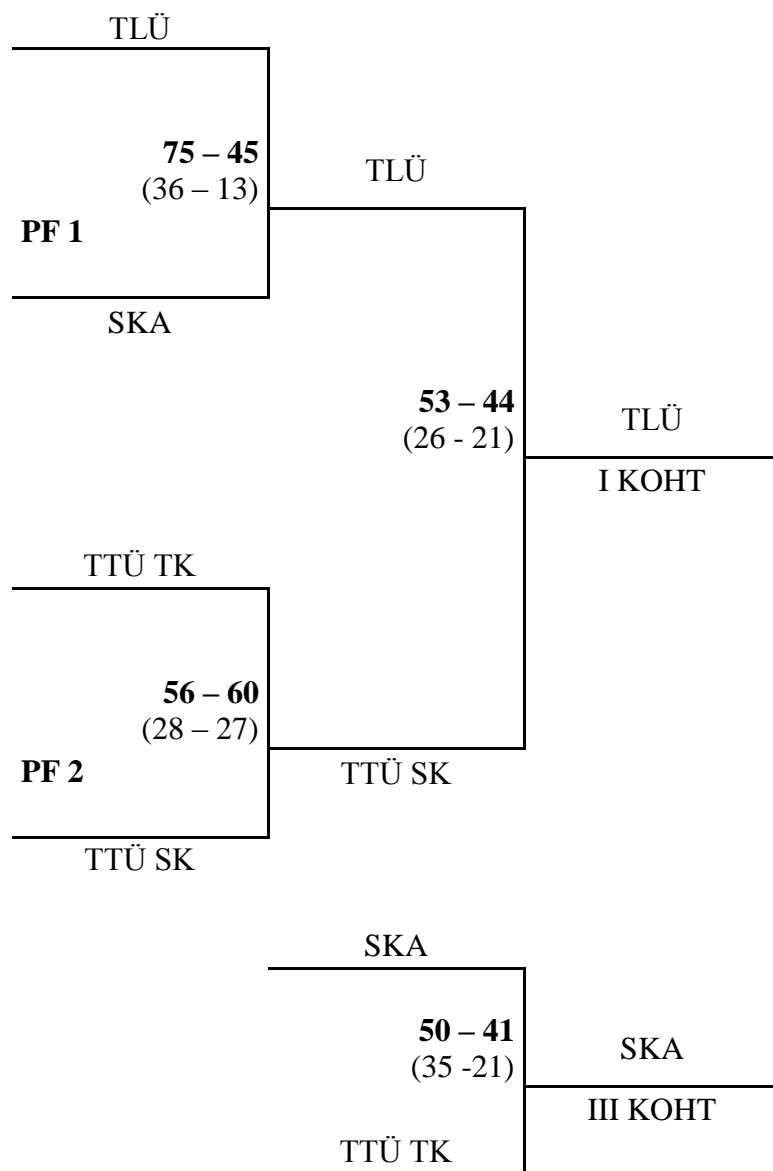 TLÜ
75 – 45
(36 – 13)
TLÜ
PF 1
SKA
53 – 44
(26 - 21)
TLÜ
I KOHT
TTÜ TK
56 – 60
(28 – 27)
PF 2
TTÜ SK
TTÜ SK
SKA
50 – 41
(35 -21)
SKA
III KOHT
TTÜ TK